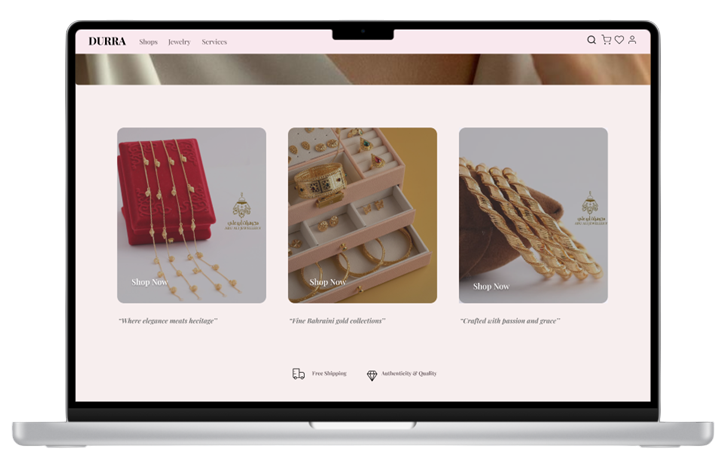 DURRA
Shops Jewelry Services
Shop Now
Shop Now
Shop Now
“Where elegance meats heritage”
“Fine Bahraini gold collections”
“Crafted with passion and grace”
Free Shipping
Authenticity & Quality